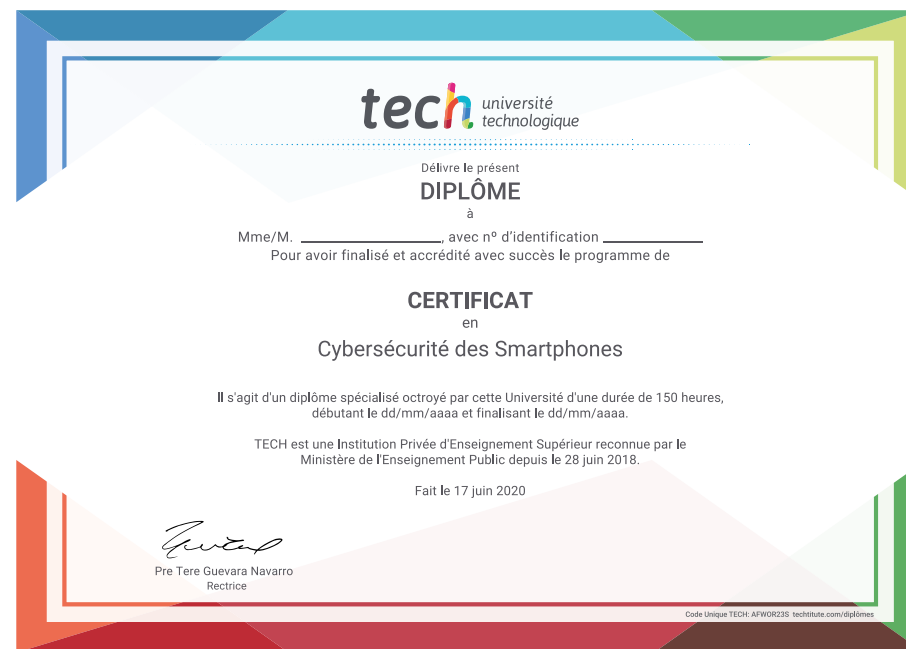 tech université
technologique
Délivre le présent
DIPLÔME
à
Mme/M. ____________________, avec nº d'identification ______________
Pour avoir finalisé et accrédité avec succès le programme de
CERTIFICAT
en
Cybersécurité des Smartphones
Il s'agit d'un diplôme spécialisé octroyé par cette Université d'une durée de 150 heures,
débutant le dd/mm/aaaa et finalisant le dd/mm/aaaa.
TECH est une Institution Privée d'Enseignement Supérieur reconnue par le
Ministère de l'Enseignement Public depuis le 28 juin 2018.
Fait le 17 juin 2020
Pre Tere Guevara Navarro
Rectrice
Code Unique TECH: AFWOR23S techtitute.com/diplômes